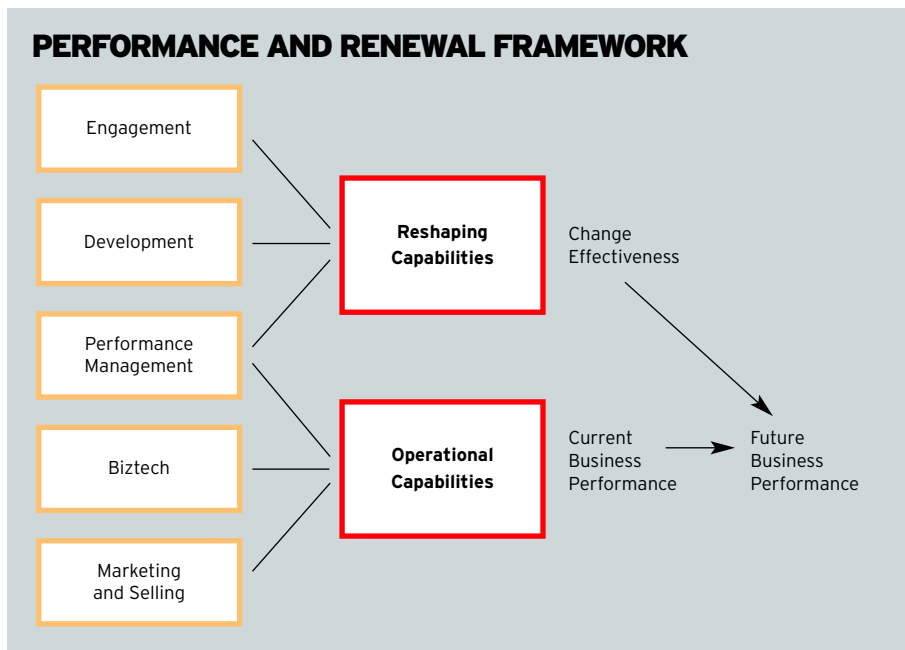 PERFORMANCE AND RENEWAL FRAMEWORK
Engagement
Development
Performance
Management
Biztech
Marketing
and Selling
Reshaping
Capabilities
Operational
Capabilities
Change
Effectiveness
Current
Business
Performance
Future
Business
Performance